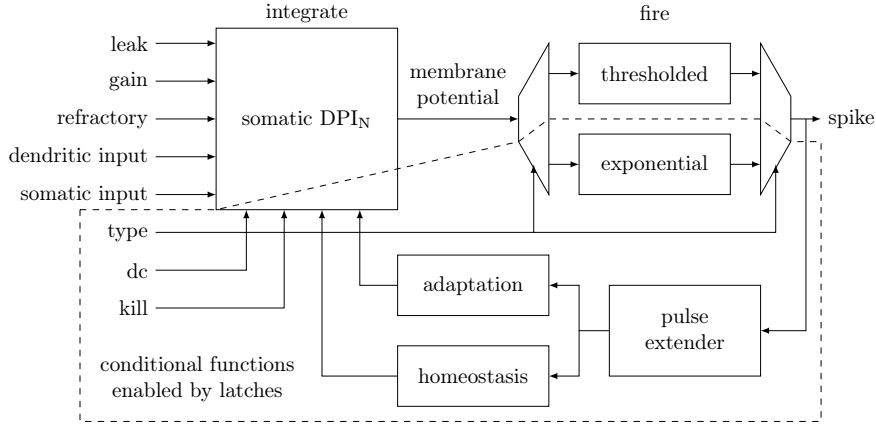 integrate
fire
leak
gain
refractory
dendritic input
somatic input
somatic DPI_N
membrane
potential
thresholded
exponential
spike
type
dc
kill
adaptation
homeostasis
pulse
extender
conditional functions
enabled by latches